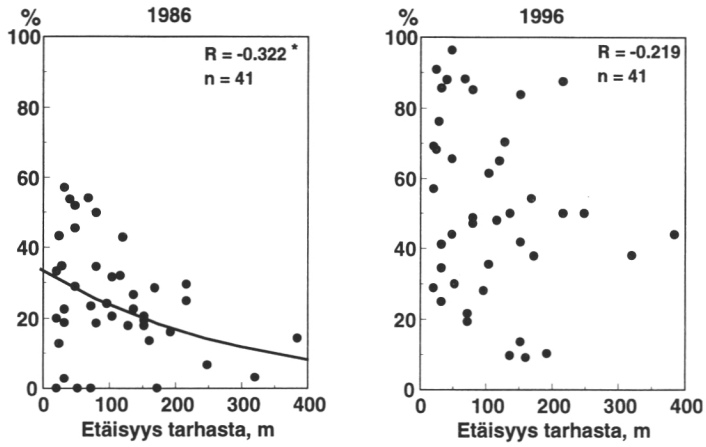 % 1986
R = -0.322 *
n = 41
100
80
60
40
20
0
0 100 200 300 400
Etäisyys tarhasta, m
% 1996
R = -0.219
n = 41
100
80
60
40
20
0
0 100 200 300 400
Etäisyys tarhasta, m